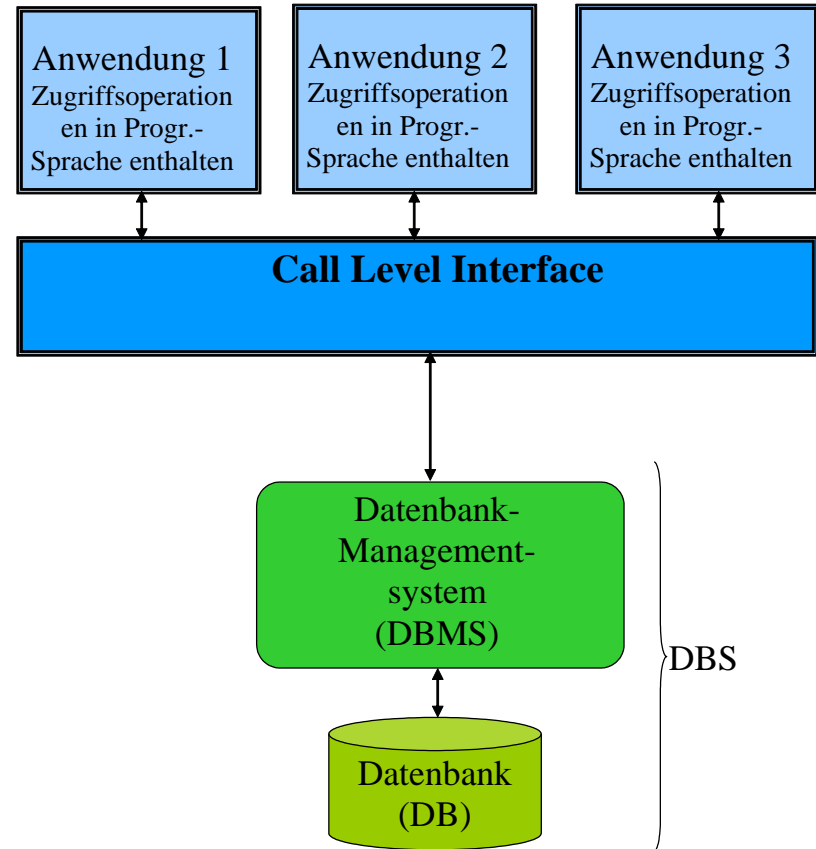 Anwendung 1
Zugriffsoperation
en in Progr.-
Sprache enthalten
Anwendung 2
Zugriffsoperation
en in Progr.-
Sprache enthalten
Anwendung 3
Zugriffsoperation
en in Progr.-
Sprache enthalten
Call Level Interface
Datenbank-
Management-
system
(DBMS)
DBS
Datenbank
(DB)